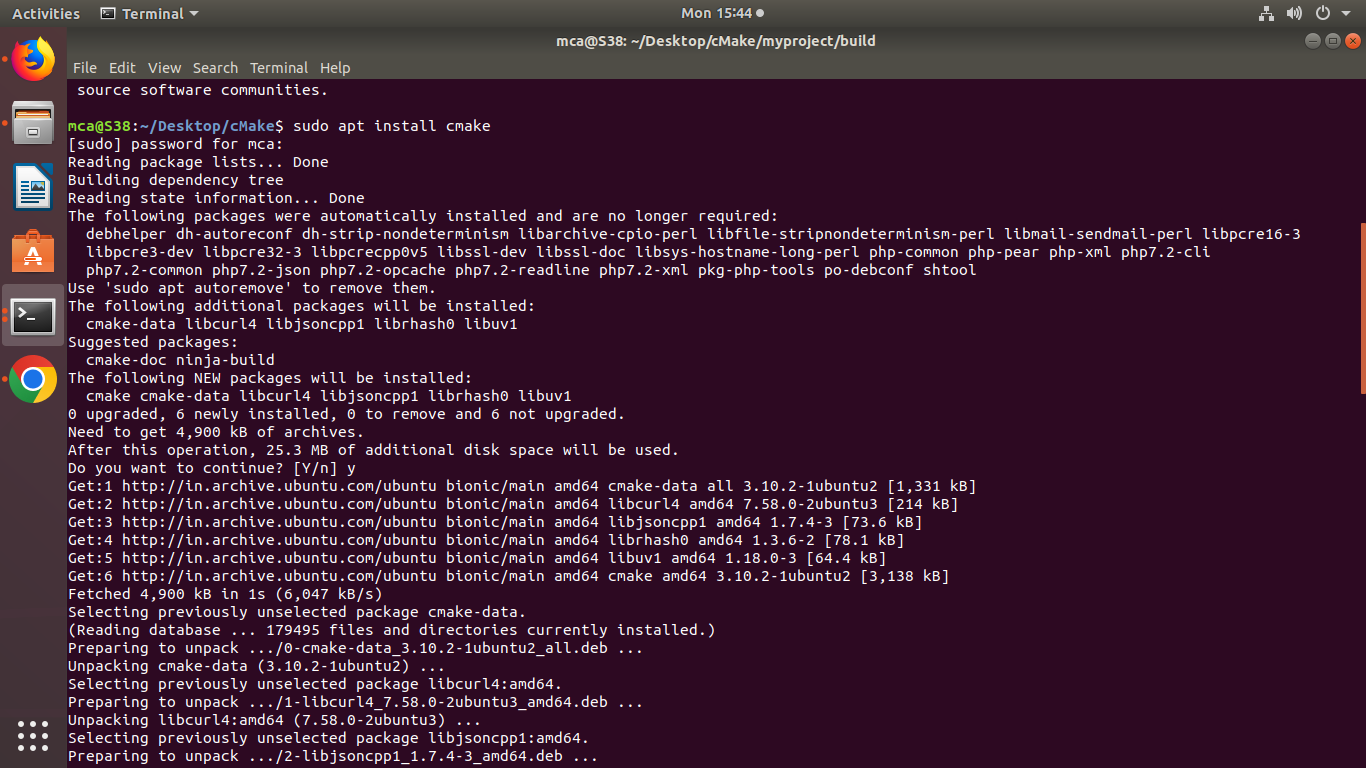 Activities Terminal Mon 15:44
mca@S38: ~/Desktop/cMake/myproject/build
File Edit View Search Terminal Help
source software communities.
mca@S38:~/Desktop/cMake$ sudo apt install cmake
[sudo] password for mca:
Reading package lists... Done
Building dependency tree
Reading state information... Done
The following packages were automatically installed and are no longer required:
debhelper dh-autoreconf dh-strip-nondeterminism libarchive-cpio-perl libfile-stripnondeterminism-perl libmail-sendmail-perl libpcre16-3
libpcre3-dev libpcre32-3 libpcrecpp0v5 libssl-dev libssl-doc libsys-hostname-long-perl php-common php-pear php-xml php7.2-cli
php7.2-common php7.2-json php7.2-opcache php7.2-readline php7.2-xml pkg-php-tools po-debconf shtool
Use 'sudo apt autoremove' to remove them.
The following additional packages will be installed:
cmake-data libcurl4 libjsoncpp1 librhash0 libuv1
Suggested packages:
cmake-doc ninja-build
The following NEW packages will be installed:
cmake cmake-data libcurl4 libjsoncpp1 librhash0 libuv1
0 upgraded, 6 newly installed, 0 to remove and 6 not upgraded.
Need to get 4,900 kB of archives.
After this operation, 25.3 MB of additional disk space will be used.
Do you want to continue? [Y/n] y
Get:1 http://in.archive.ubuntu.com/ubuntu bionic/main amd64 cmake-data all 3.10.2-1ubuntu2 [1,331 kB]
Get:2 http://in.archive.ubuntu.com/ubuntu bionic/main amd64 libcurl4 amd64 7.58.0-2ubuntu3 [214 kB]
Get:3 http://in.archive.ubuntu.com/ubuntu bionic/main amd64 libjsoncpp1 amd64 1.7.4-3 [73.6 kB]
Get:4 http://in.archive.ubuntu.com/ubuntu bionic/main amd64 librhash0 amd64 1.3.6-2 [78.1 kB]
Get:5 http://in.archive.ubuntu.com/ubuntu bionic/main amd64 libuv1 amd64 1.18.0-3 [64.4 kB]
Get:6 http://in.archive.ubuntu.com/ubuntu bionic/main amd64 cmake amd64 3.10.2-1ubuntu2 [3,138 kB]
Fetched 4,900 kB in 1s (6,047 kB/s)
Selecting previously unselected package cmake-data.
(Reading database ... 179495 files and directories currently installed.)
Preparing to unpack .../0-cmake-data_3.10.2-1ubuntu2_all.deb ...
Unpacking cmake-data (3.10.2-1ubuntu2) ...
Selecting previously unselected package libcurl4:amd64.
Preparing to unpack .../1-libcurl4_7.58.0-2ubuntu3_amd64.deb ...
Unpacking libcurl4:amd64 (7.58.0-2ubuntu3) ...
Selecting previously unselected package libjsoncpp1:amd64.
Preparing to unpack .../2-libjsoncpp1_1.7.4-3_amd64.deb ...